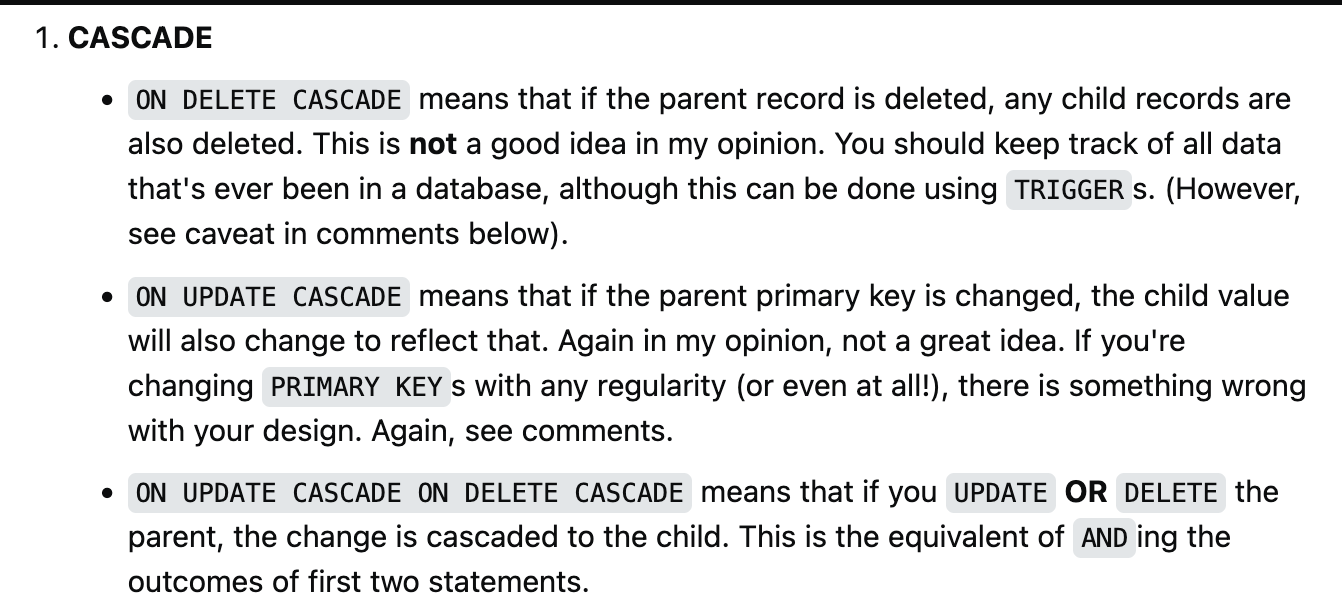 1. CASCADE
• ON DELETE CASCADE means that if the parent record is deleted, any child records are
also deleted. This is not a good idea in my opinion. You should keep track of all data
that's ever been in a database, although this can be done using TRIGGERs. (However,
see caveat in comments below).
• ON UPDATE CASCADE means that if the parent primary key is changed, the child value
will also change to reflect that. Again in my opinion, not a great idea. If you're
changing PRIMARY KEYs with any regularity (or even at all!), there is something wrong
with your design. Again, see comments.
• ON UPDATE CASCADE ON DELETE CASCADE means that if you UPDATE OR DELETE the
parent, the change is cascaded to the child. This is the equivalent of ANDing the
outcomes of first two statements.